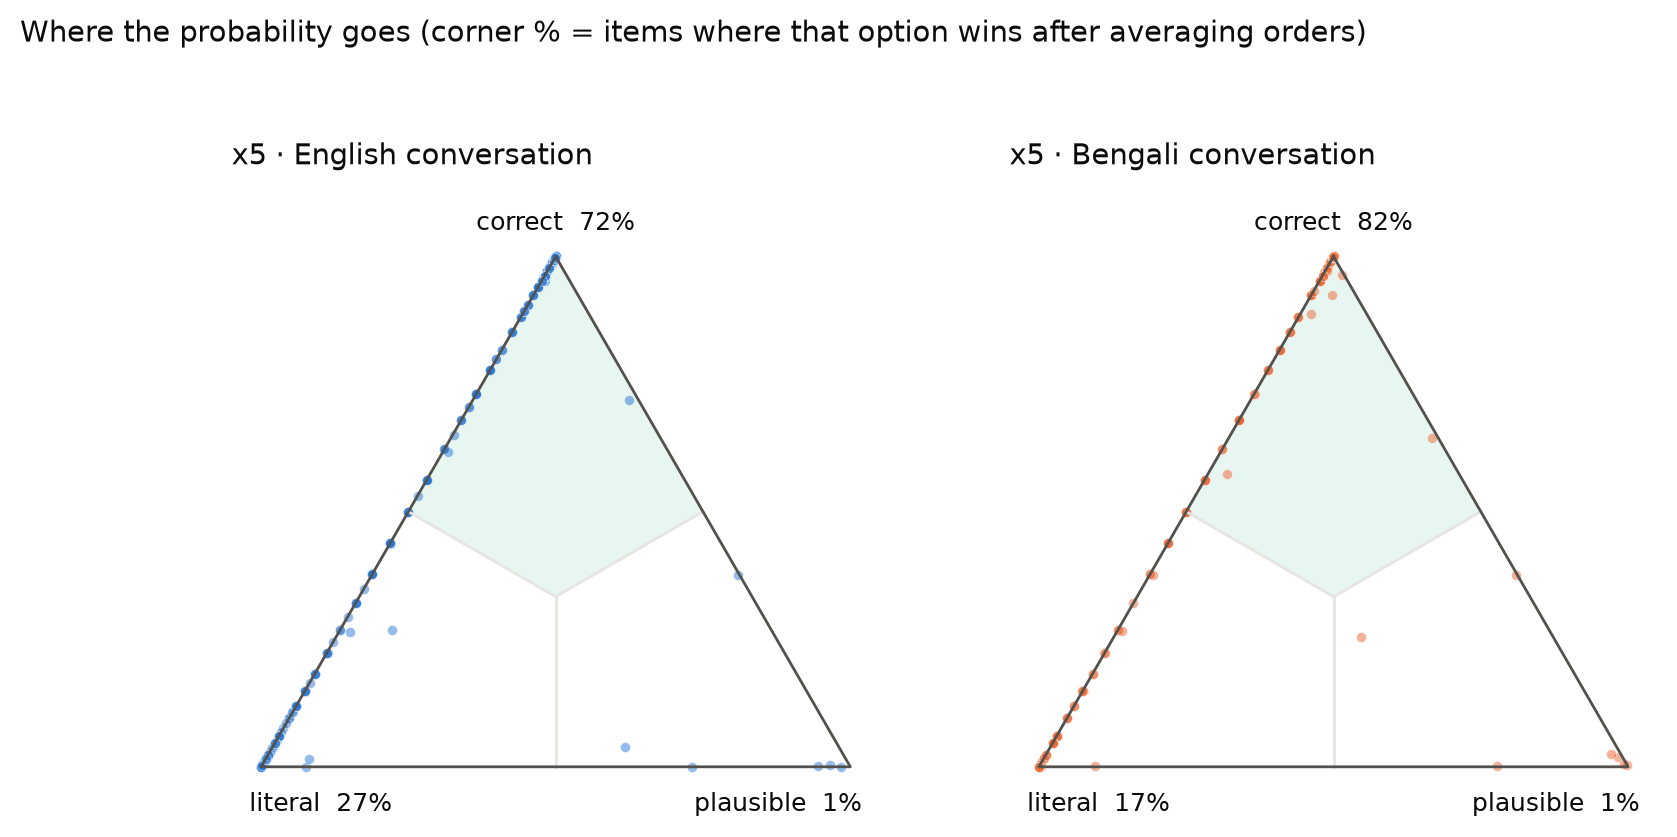 Where the probability goes (corner % = items where that option wins after averaging orders)
x5 · English conversation
correct 72%
literal 27%
plausible 1%
x5 · Bengali conversation
correct 82%
literal 17%
plausible 1%